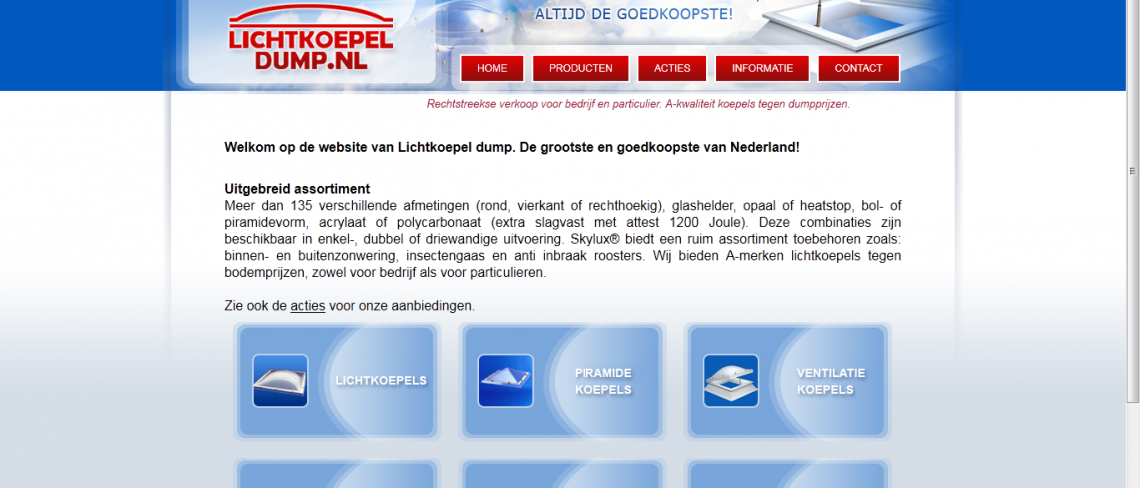 ALTIJD DE GOEDKOOPSTE!
LICHTKOEPEL
DUMP.NL
HOME PRODUCTEN ACTIES INFORMATIE CONTACT
Rechtstreekse verkoop voor bedrijf en particulier. A-kwaliteit koepels tegen dumpprijzen.
Welkom op de website van Lichtkoepel dump. De grootste en goedkoopste van Nederland!
Uitgebreid assortiment
Meer dan 135 verschillende afmetingen (rond, vierkant of rechthoekig), glashelder, opaal of heatstop, bol- of
piramidevorm, acrylaat of polycarbonaat (extra slagvast met attest 1200 Joule). Deze combinaties zijn
beschikbaar in enkel-, dubbel of driewandige uitvoering. Skylux® biedt een ruim assortiment toebehoren zoals:
binnen- en buitenzonwering, insectengaas en anti inbraak roosters. Wij bieden A-merken lichtkoepels tegen
bodemprijzen, zowel voor bedrijf als voor particulieren.
Zie ook de acties voor onze aanbiedingen.
LICHTKOEPELS
PIRAMIDE
KOEPELS
VENTILATIE
KOEPELS